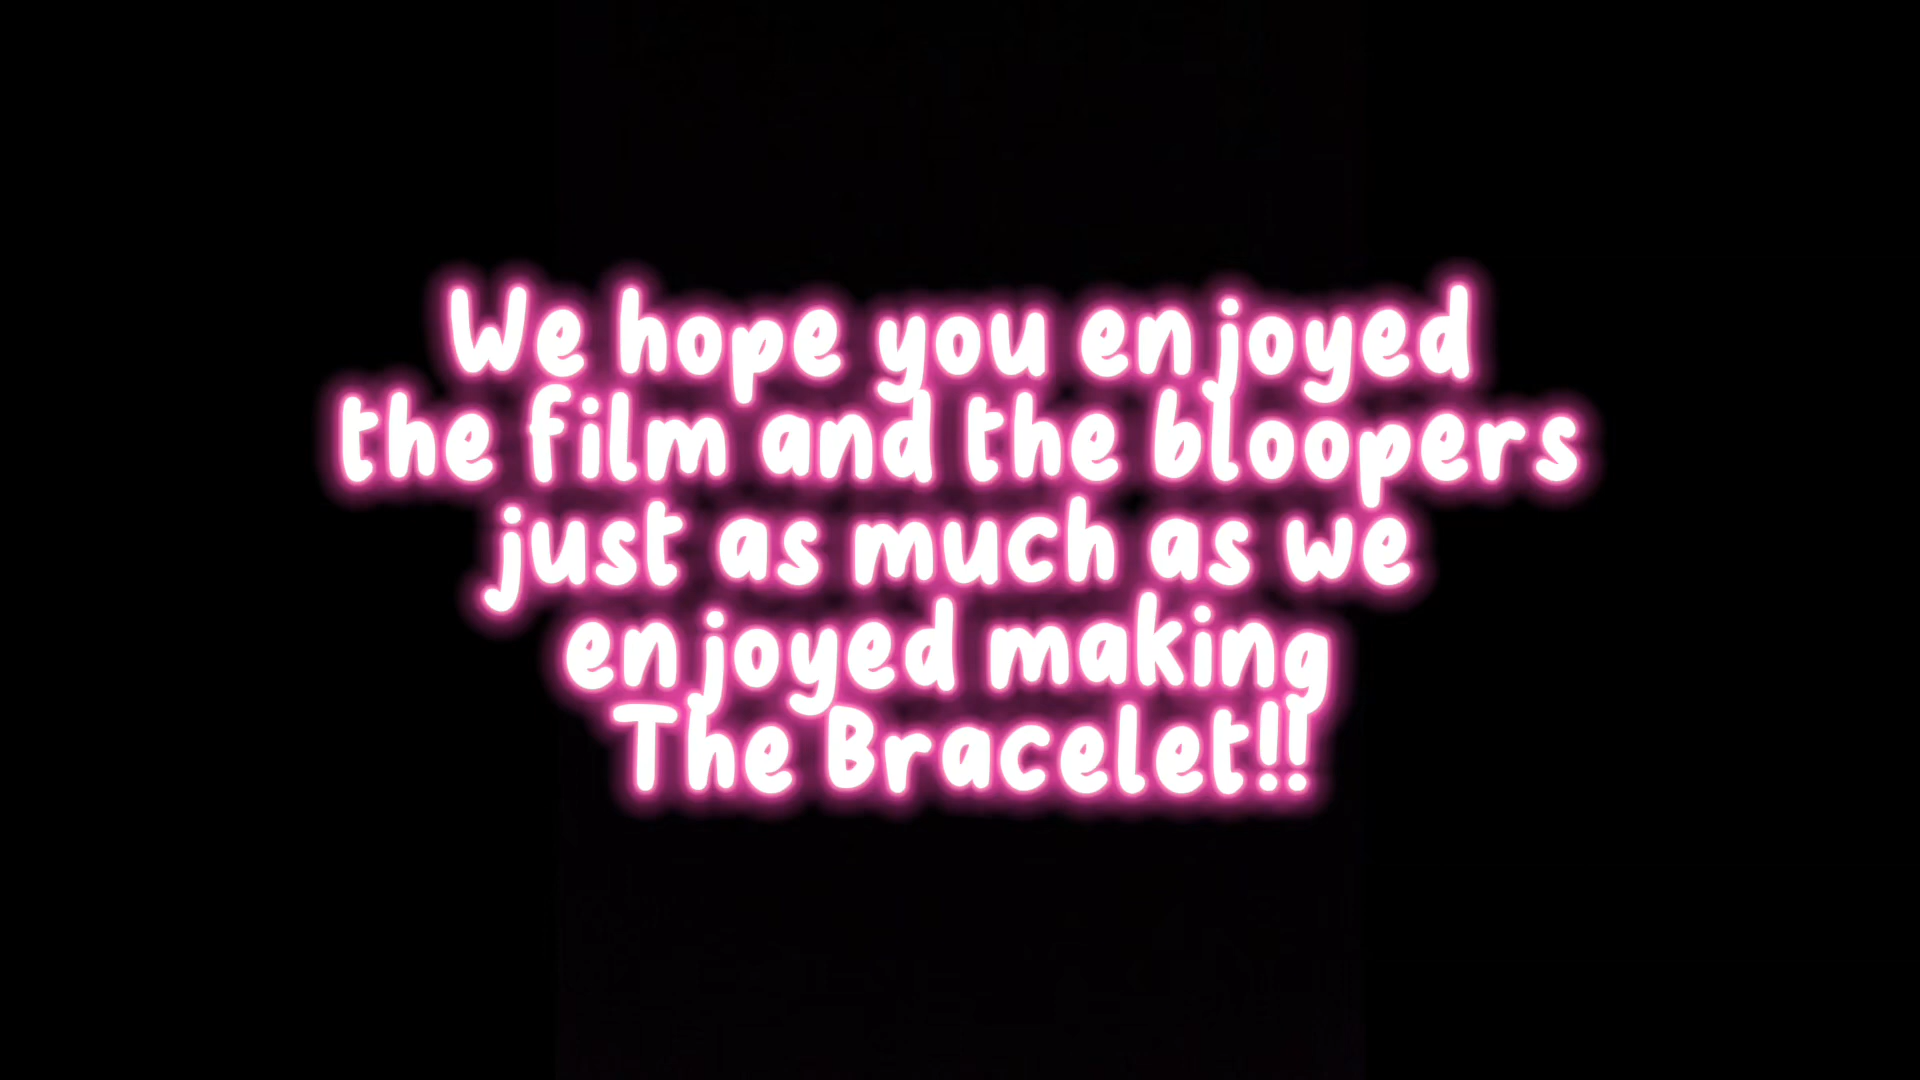 We hope you enjoyed
the film and the bloopers
just as much as we
enjoyed making
The Bracelet!!